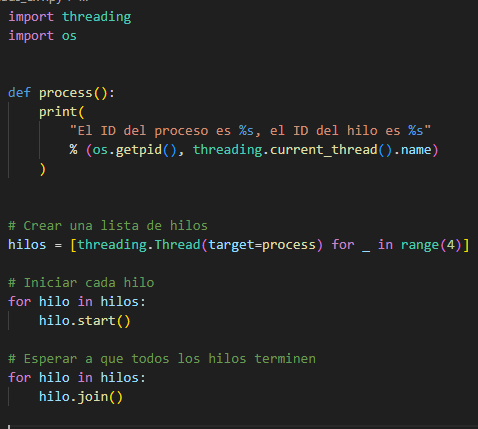 import threading
import os
def process():
    print(
        "El ID del proceso es %s, el ID del hilo es %s"
        % (os.getpid(), threading.current_thread().name)
    )
# Crear una lista de hilos
hilos = [threading.Thread(target=process) for _ in range(4)]
# Iniciar cada hilo
for hilo in hilos:
    hilo.start()
# Esperar a que todos los hilos terminen
for hilo in hilos:
    hilo.join()